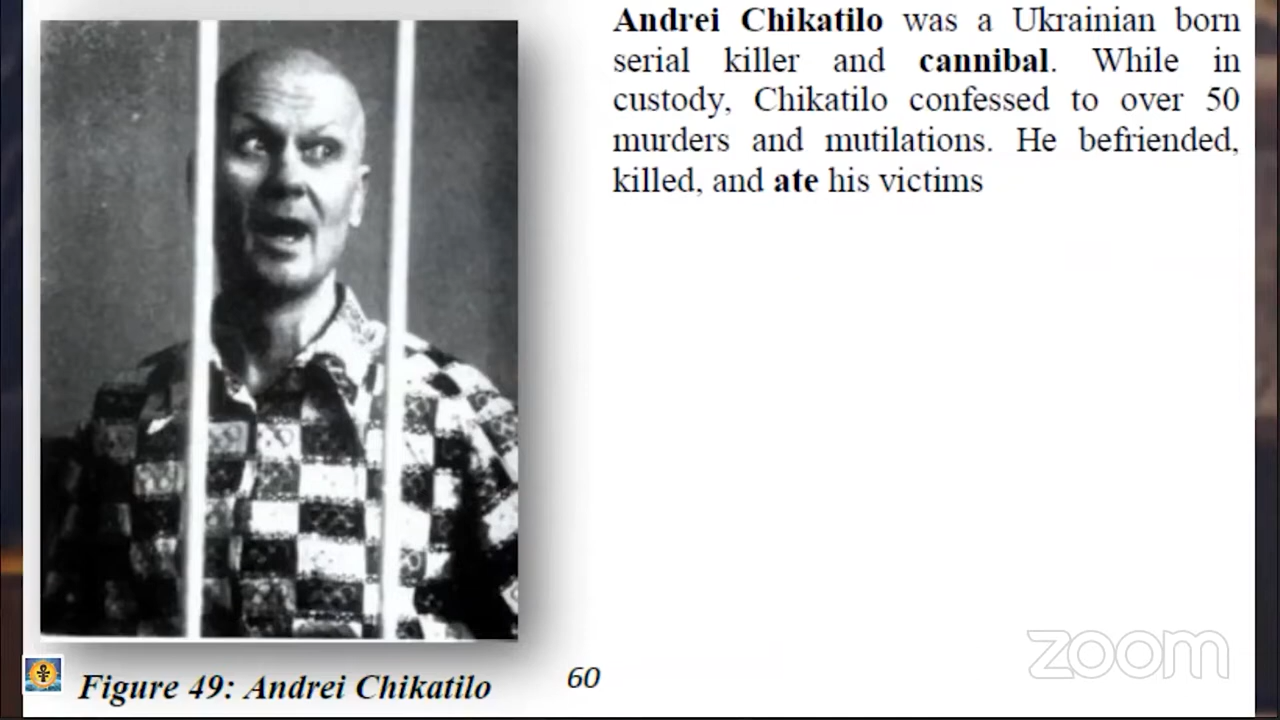 Andrei Chikatilo was a Ukrainian born
serial killer and cannibal. While in
custody, Chikatilo confessed to over 50
murders and mutilations. He befriended,
killed, and ate his victims
Figure 49: Andrei Chikatilo
60
zoom